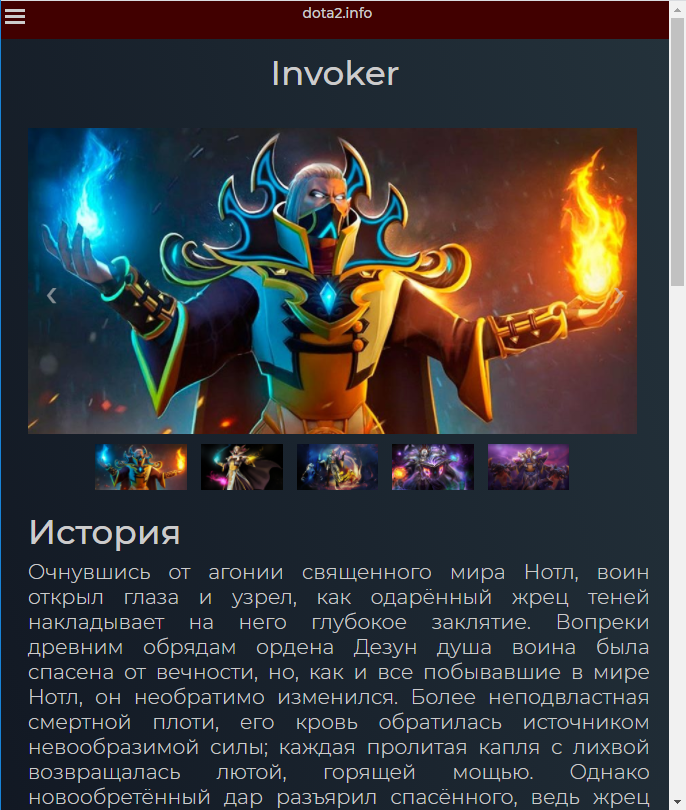 dota2.info
Invoker
История
Очнувшись от агонии священного мира Нотл, воин
открыл глаза и узрел, как одарённый жрец теней
накладывает на него глубокое заклятие. Вопреки
древним обрядам ордена Дезун душа воина была
спасена от вечности, но, как и все побывавшие в мире
Нотл, он необратимо изменился. Более неподвластная
смертной плоти, его кровь обратилась источником
невообразимой силы; каждая пролитая капля с лихвой
возвращалась лютой, горящей мощью. Однако
новообретённый дар разъярил спасённого, ведь жрец